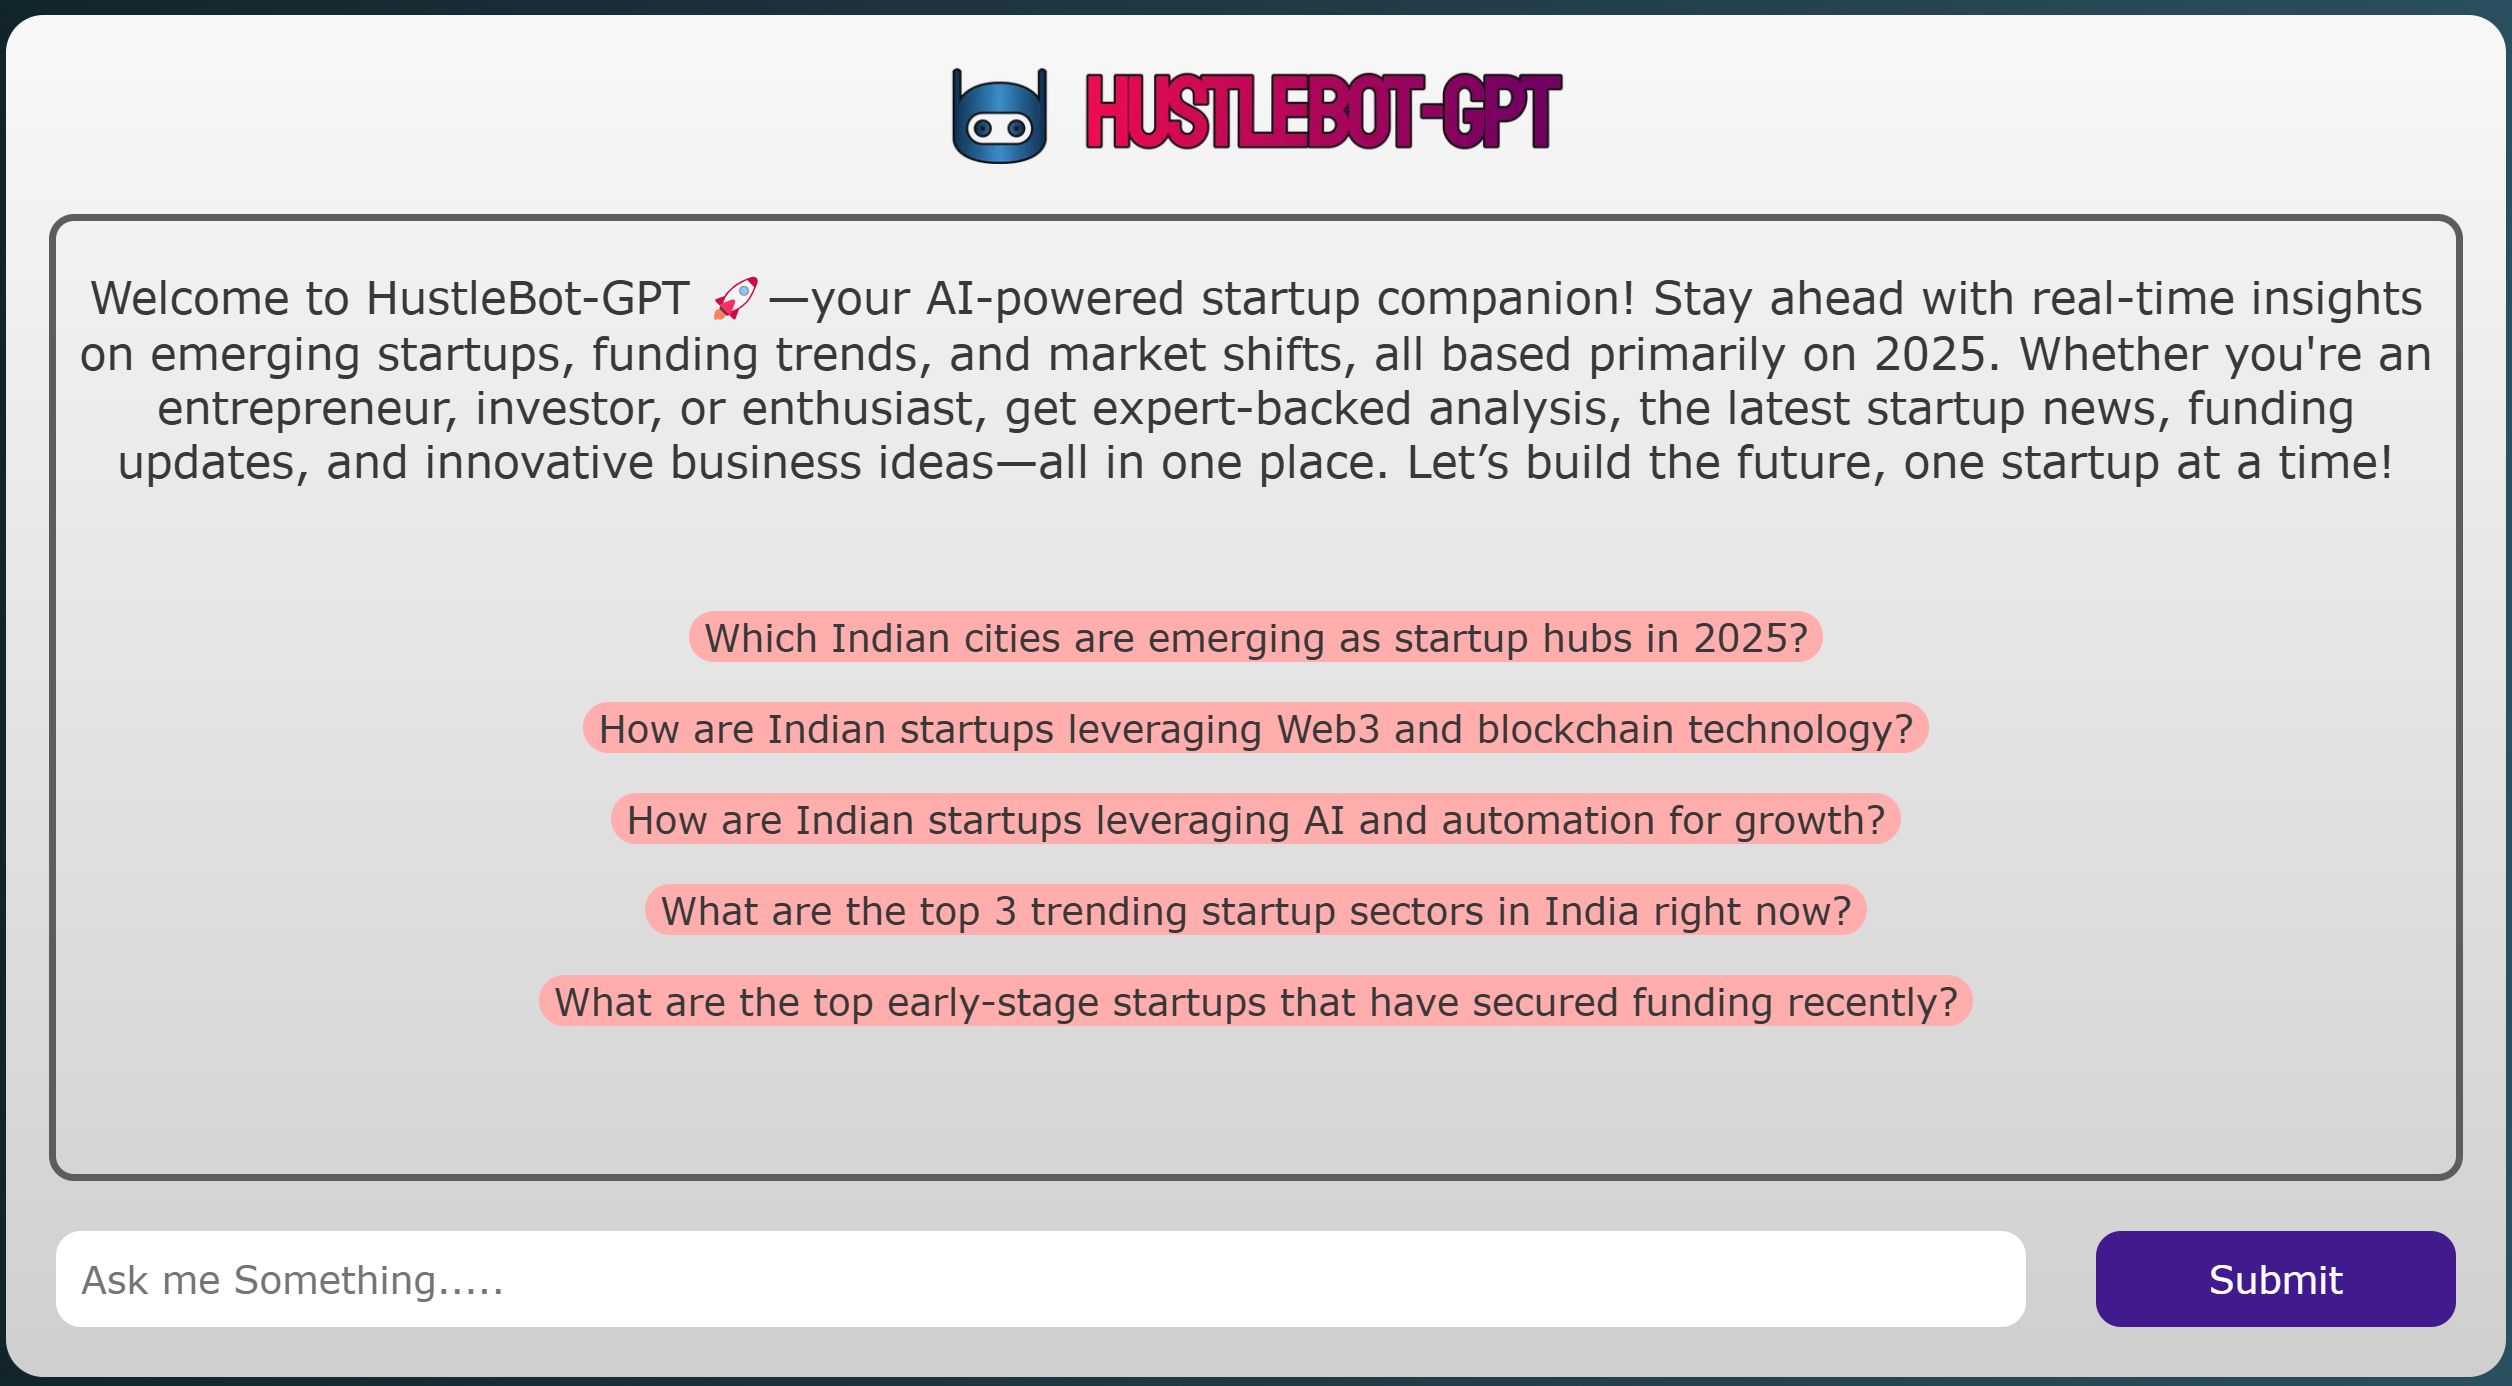 HUSTLEBOT-GPT
Welcome to HustleBot-GPT 🚀—your AI-powered startup companion! Stay ahead with real-time insights
on emerging startups, funding trends, and market shifts, all based primarily on 2025. Whether you're an
entrepreneur, investor, or enthusiast, get expert-backed analysis, the latest startup news, funding
updates, and innovative business ideas—all in one place. Let’s build the future, one startup at a time!
Which Indian cities are emerging as startup hubs in 2025?
How are Indian startups leveraging Web3 and blockchain technology?
How are Indian startups leveraging AI and automation for growth?
What are the top 3 trending startup sectors in India right now?
What are the top early-stage startups that have secured funding recently?
Ask me Something.....
Submit